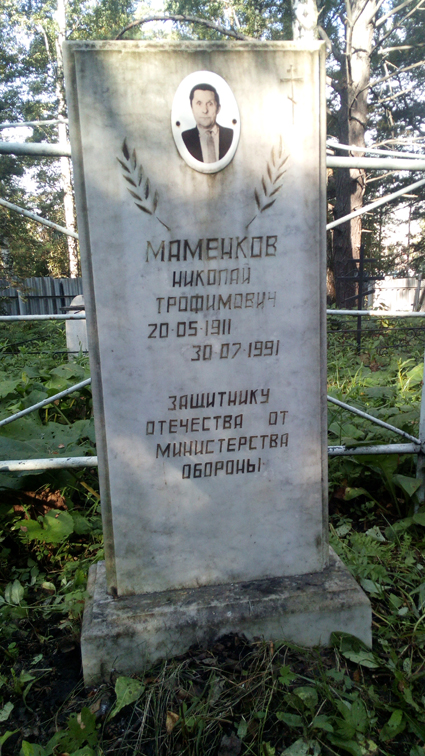 МАМЕНКОВ
НИКОЛАЙ
ТРОФИМОВИЧ
20·05·1911
30·07·1991
ЗАЩИТНИКУ
ОТЕЧЕСТВА ОТ
МИНИСТЕРСТВА
ОБОРОНЫ